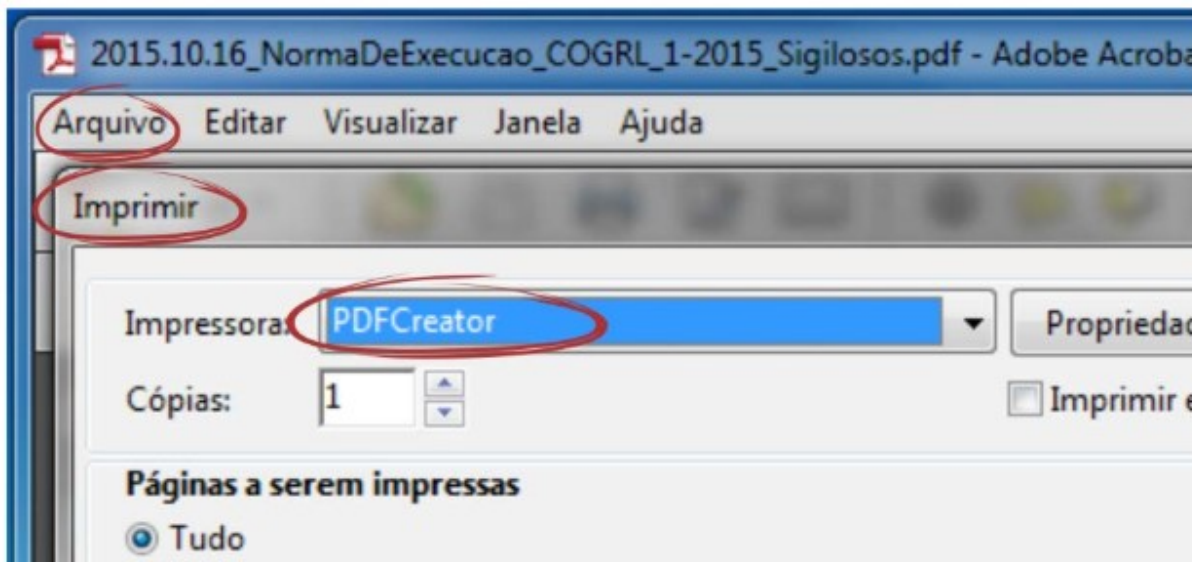 2015.10.16_NormaDeExecucao_COGRL_1-2015_Sigilosos.pdf - Adobe Acroba
Arquivo Editar Visualizar Janela Ajuda
Imprimir
Impressora: PDFCreator Propriedad
Cópias: 1 Imprimir e
Páginas a serem impressas
Tudo